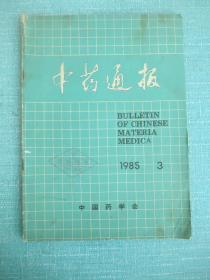 中药通报
BULLETIN
OF CHINESE
MATERIA
MEDICA
1985 3
中国药学会